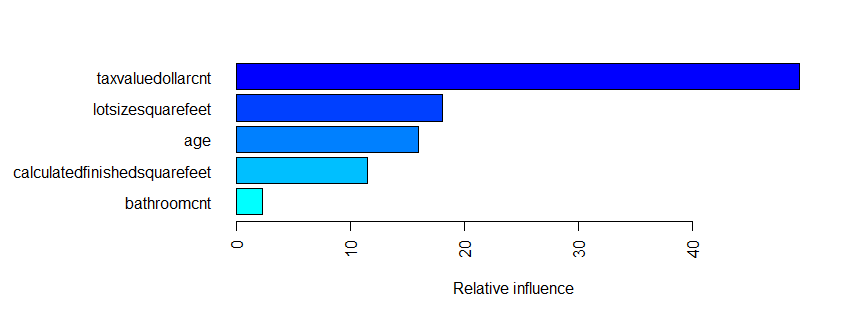 taxvaluedollarcnt
lotsizesquarefeet
age
calculatedfinishedsquarefeet
bathroomcnt
0 10 20 30 40
Relative influence